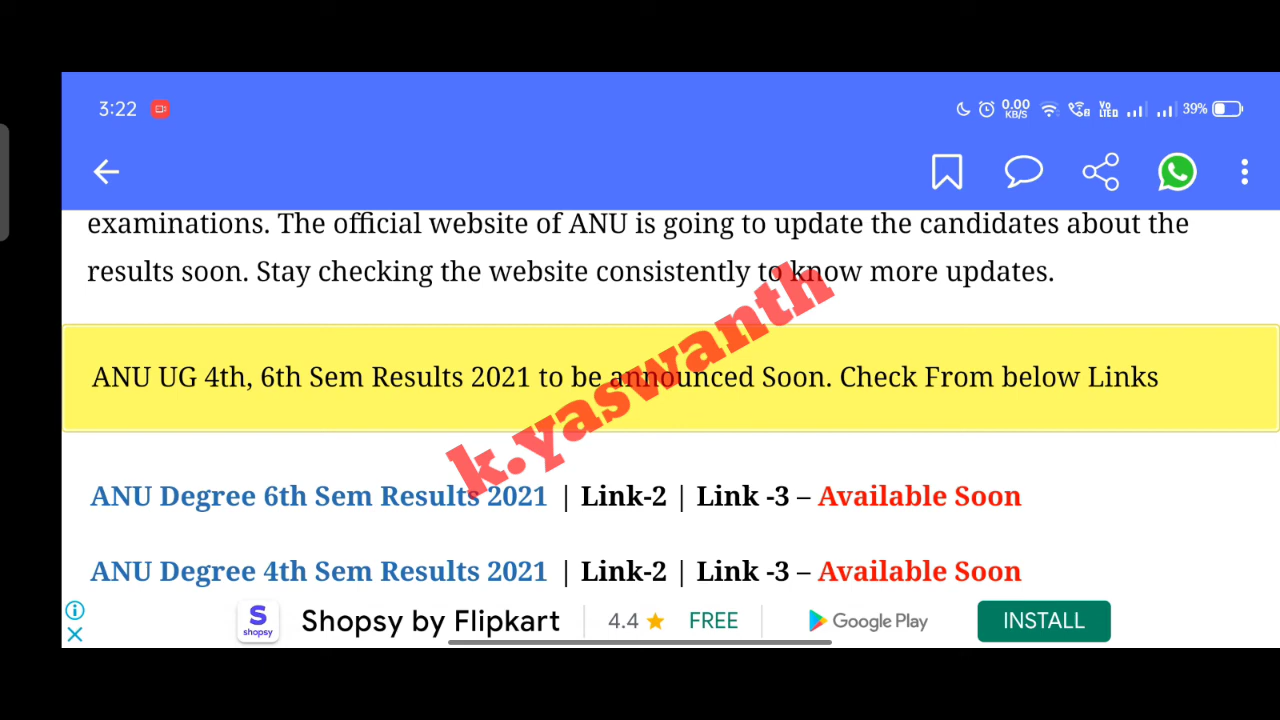 3:22
0.00
KB/S
Vo
LTED
39%
examinations. The official website of ANU is going to update the candidates about the
results soon. Stay checking the website consistently to know more updates.
ANU UG 4th, 6th Sem Results 2021 to be announced Soon. Check From below Links
k.yaswanth
ANU Degree 6th Sem Results 2021 | Link-2 | Link -3 – Available Soon
ANU Degree 4th Sem Results 2021 | Link-2 | Link -3 – Available Soon
S
shopsy
Shopsy by Flipkart
4.4 ★ FREE
Google Play
INSTALL